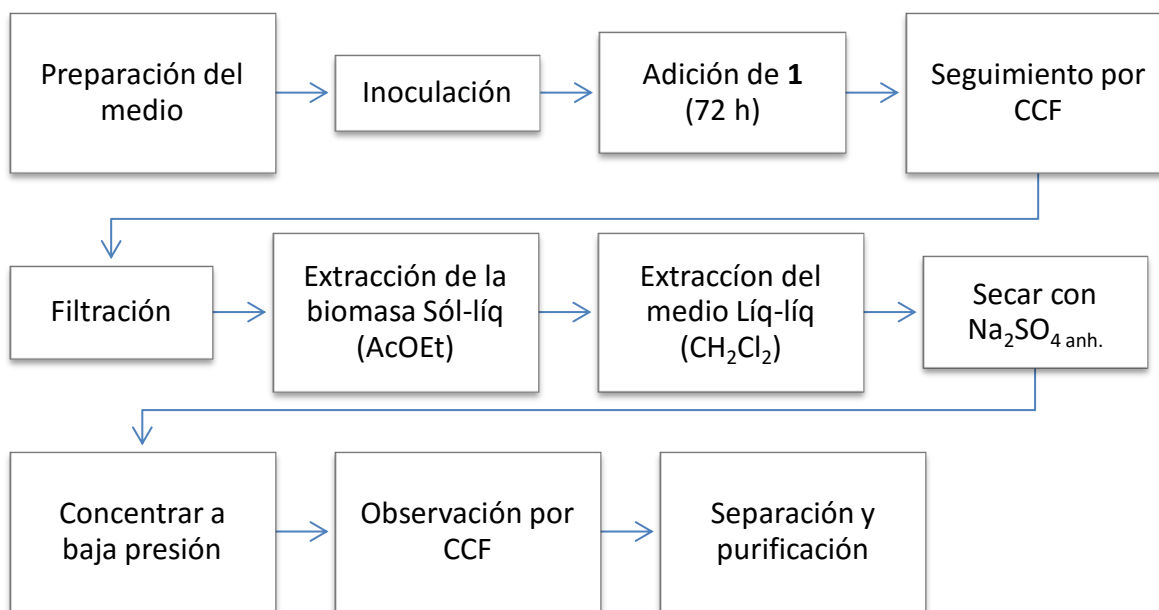 Preparación del
medio
Inoculación
Adición de 1
(72 h)
Seguimiento por
CCF
Filtración
Extracción de la
biomasa Sól-líq
(AcOEt)
Extraccíon del
medio Líq-líq
(CH₂Cl₂)
Secar con
Na₂SO₄ anh.
Concentrar a
baja presión
Observación por
CCF
Separación y
purificación